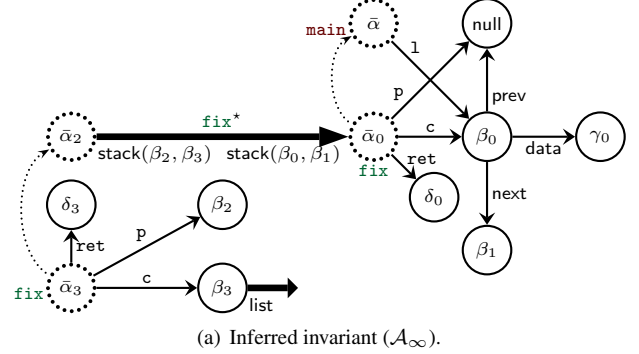 main ᾱ null
l
p
prev
fix*
ᾱ₂ ᾱ₀ c β₀ γ₀
stack(β₂, β₃) stack(β₀, β₁) data
fix ret
next
δ₃ β₂ δ₀
p
ret
β₁
fix ᾱ₃ c β₃
list
(a) Inferred invariant (𝒜∞).